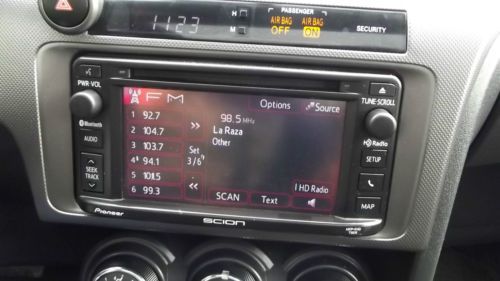 PASSENGER
H
M
1123
AIR BAG OFF
AIR BAG ON
SECURITY
PWR·VOL
TUNE·SCROLL
Bluetooth
AUDIO
SEEK
TRACK
HD Radio
SETUP
MAP
FM
Options
Source
98.5 MHz
La Raza
Other
1 92.7
2 104.7
3 103.7
4 94.1
5 101.5
6 99.3
>>
Set
3/6
<<
SCAN
Text
HD Radio
Pioneer
SCION